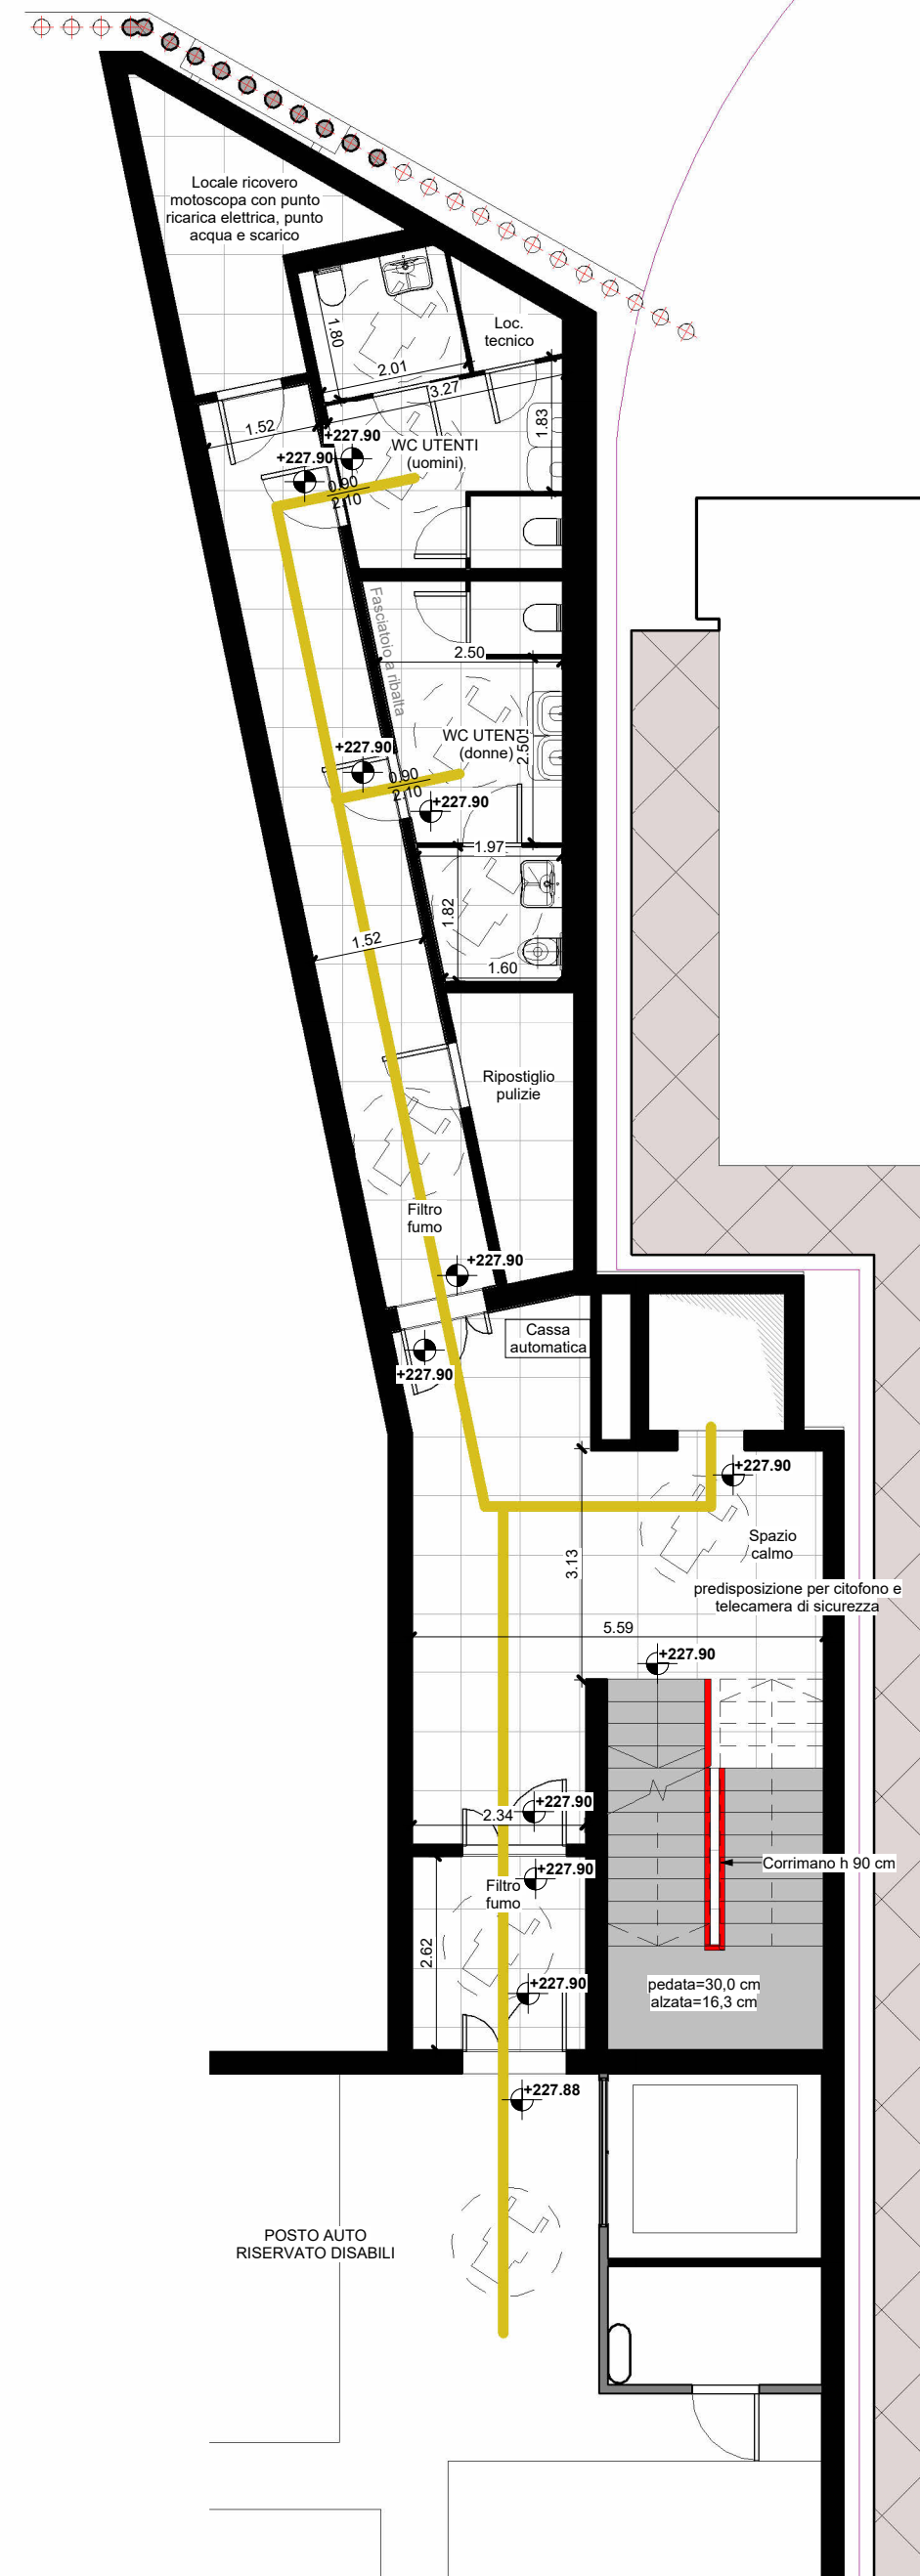 Locale ricovero
motoscopa con punto
ricarica elettrica, punto
acqua e scarico
Loc.
tecnico
1.80
2.01
3.27
1.83
1.52
+227.90
+227.90
WC UTENTI
(uomini)
0.90
2.10
Fasciatoio a ribalta
2.50
WC UTENTI
(donne)
2.50
+227.90
0.90
2.10
+227.90
1.97
1.82
1.52
1.60
Ripostiglio
pulizie
Filtro
fumo
+227.90
Cassa
automatica
+227.90
+227.90
Spazio
calmo
3.13
predisposizione per citofono e
telecamera di sicurezza
5.59
+227.90
+227.90
2.34
Corrimano h 90 cm
+227.90
Filtro
fumo
2.62
+227.90
pedata=30,0 cm
alzata=16,3 cm
+227.88
POSTO AUTO
RISERVATO DISABILI